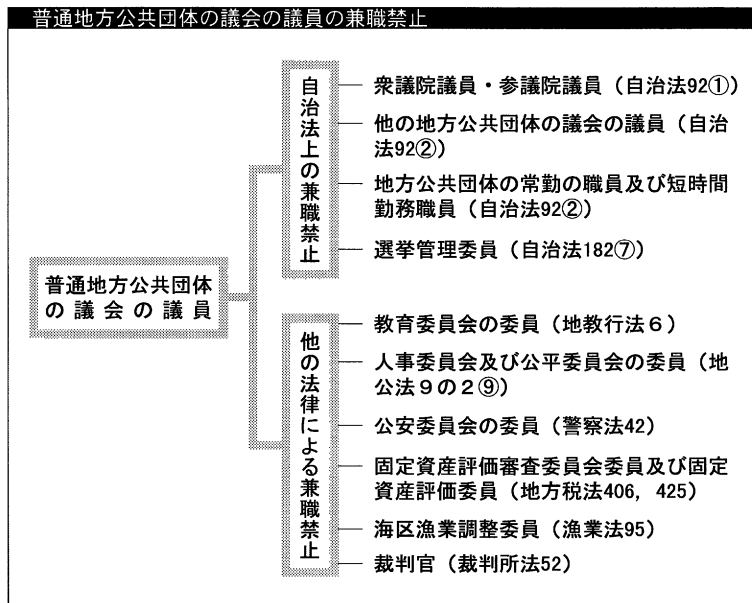 普通地方公共団体の議会の議員の兼職禁止
普通地方公共団体
の議会の議員
自治法上の兼職禁止
衆議院議員・参議院議員（自治法92①）
他の地方公共団体の議会の議員（自治
法92②）
地方公共団体の常勤の職員及び短時間
勤務職員（自治法92②）
選挙管理委員（自治法182⑦）
他の法律による兼職禁止
教育委員会の委員（地教行法６）
人事委員会及び公平委員会の委員（地
公法９の２⑨）
公安委員会の委員（警察法42）
固定資産評価審査委員会委員及び固定
資産評価委員（地方税法406，425）
海区漁業調整委員（漁業法95）
裁判官（裁判所法52）